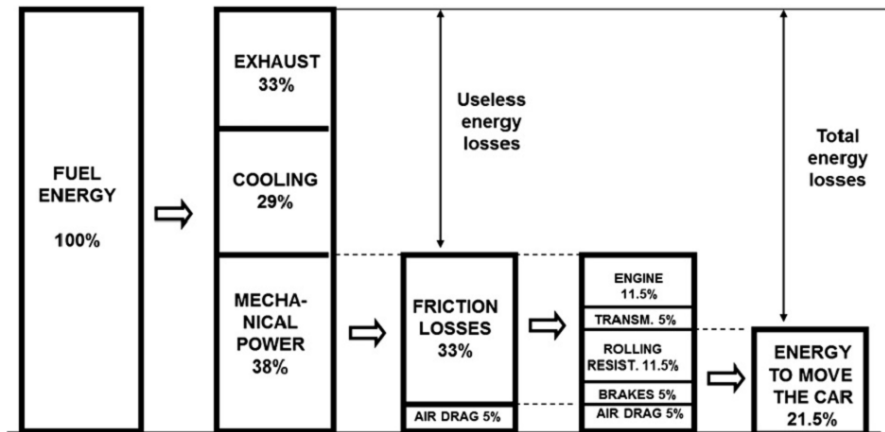 FUEL
ENERGY
100%
EXHAUST
33%
COOLING
29%
MECHA-
NICAL
POWER
38%
Useless
energy
losses
FRICTION
LOSSES
33%
AIR DRAG 5%
ENGINE
11.5%
TRANSM. 5%
ROLLING
RESIST. 11.5%
BRAKES 5%
AIR DRAG 5%
Total
energy
losses
ENERGY
TO MOVE
THE CAR
21.5%